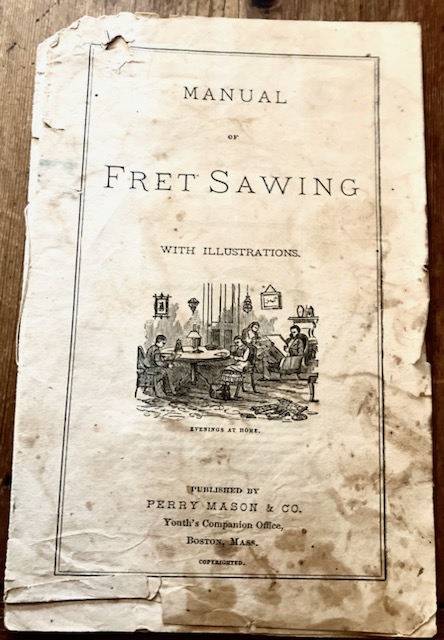 MANUAL
OF
FRET SAWING
WITH ILLUSTRATIONS.
EVENINGS AT HOME.
PUBLISHED BY
PERRY MASON & CO.
Youth's Companion Office,
BOSTON, MASS.
COPYRIGHTED.